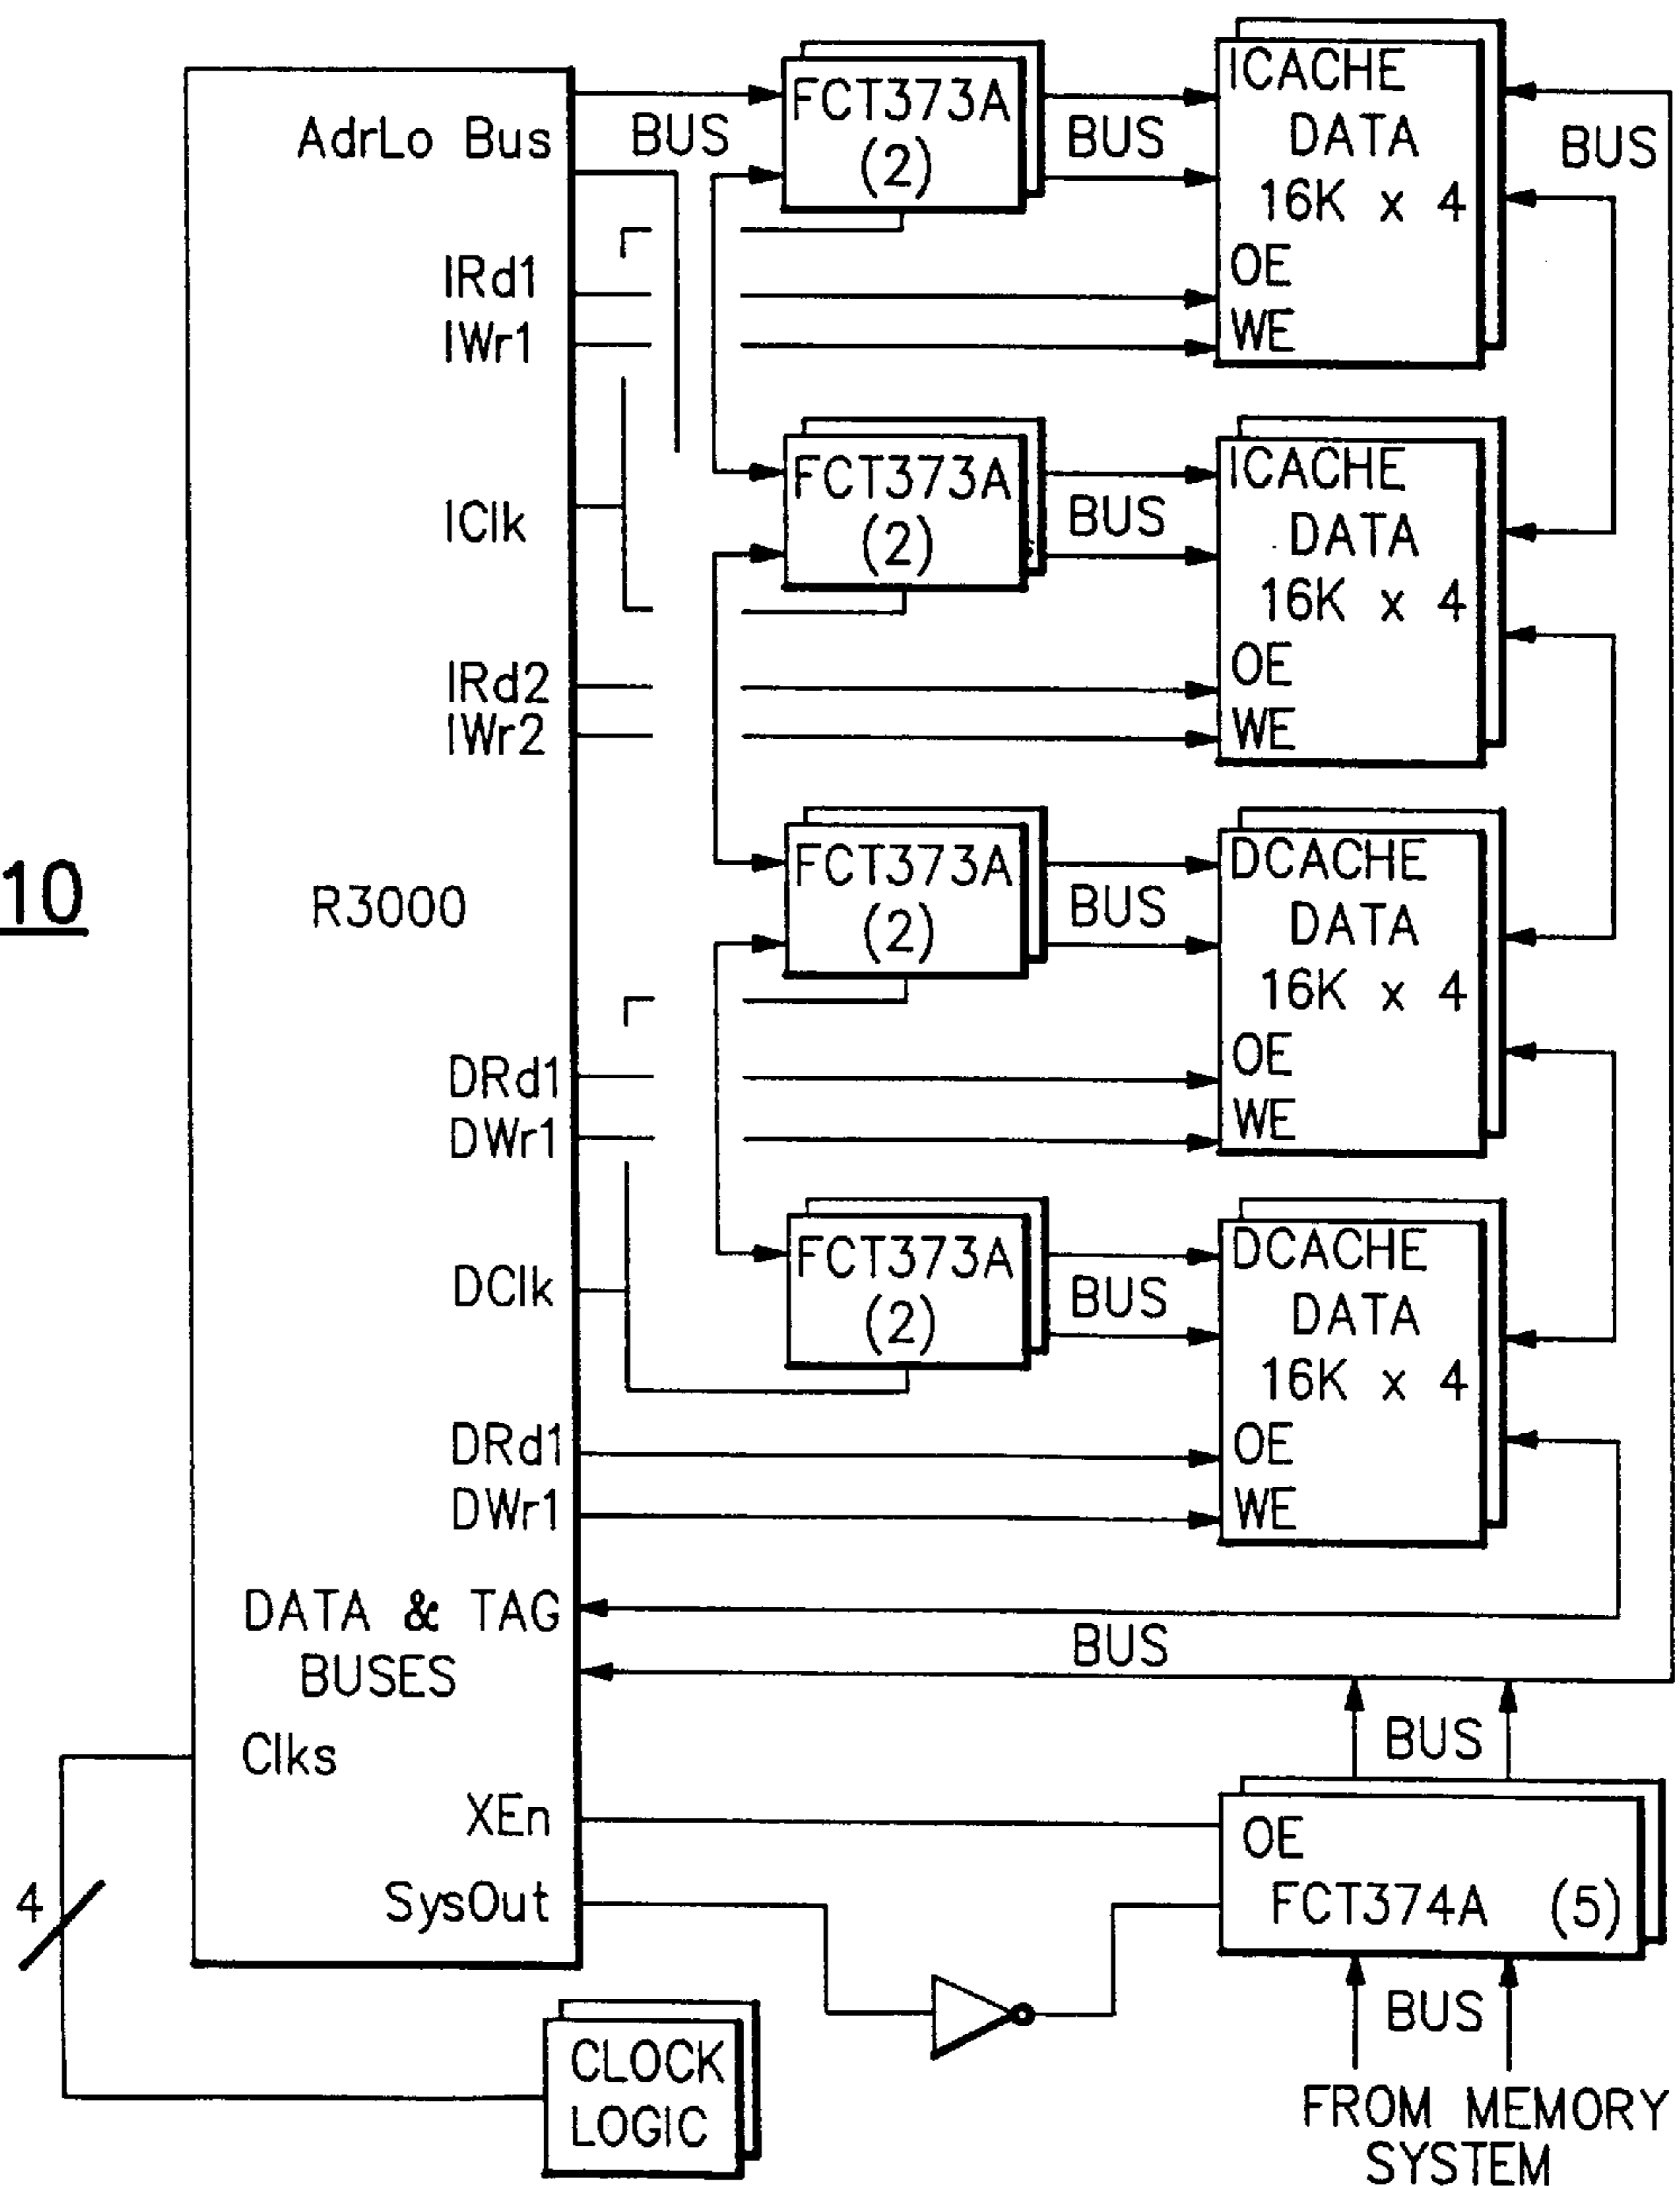 10
R3000
AdrLo Bus
IRd1
IWr1
IClk
IRd2
IWr2
DRd1
DWr1
DClk
DRd1
DWr1
DATA & TAG
BUSES
Clks
XEn
SysOut
4
CLOCK
LOGIC
BUS
FCT373A
(2)
BUS
ICACHE
DATA
16K x 4
OE
WE
BUS
FCT373A
(2)
BUS
ICACHE
DATA
16K x 4
OE
WE
FCT373A
(2)
BUS
DCACHE
DATA
16K x 4
OE
WE
FCT373A
(2)
BUS
DCACHE
DATA
16K x 4
OE
WE
BUS
BUS
OE
FCT374A (5)
BUS
FROM MEMORY
SYSTEM